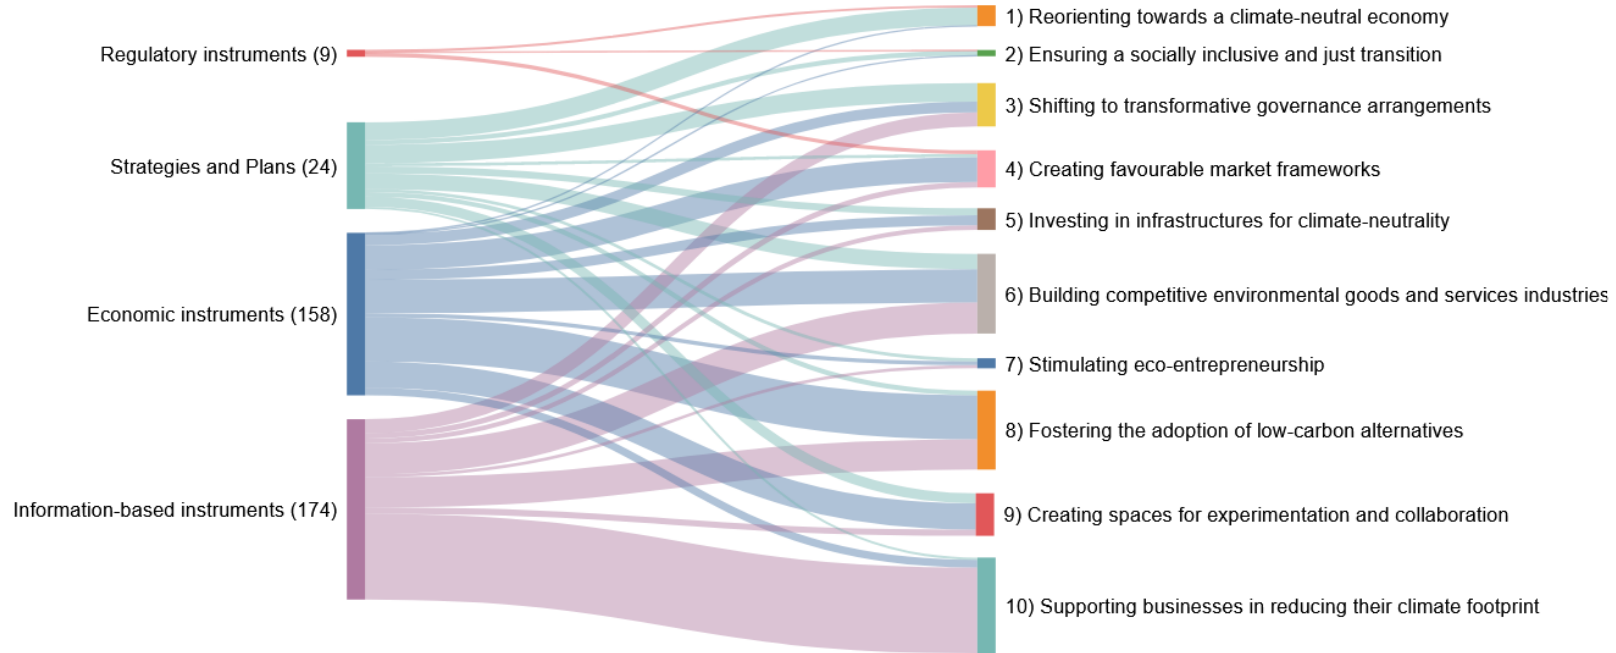 Regulatory instruments (9)
Strategies and Plans (24)
Economic instruments (158)
Information-based instruments (174)
1) Reorienting towards a climate-neutral economy
2) Ensuring a socially inclusive and just transition
3) Shifting to transformative governance arrangements
4) Creating favourable market frameworks
5) Investing in infrastructures for climate-neutrality
6) Building competitive environmental goods and services industries
7) Stimulating eco-entrepreneurship
8) Fostering the adoption of low-carbon alternatives
9) Creating spaces for experimentation and collaboration
10) Supporting businesses in reducing their climate footprint